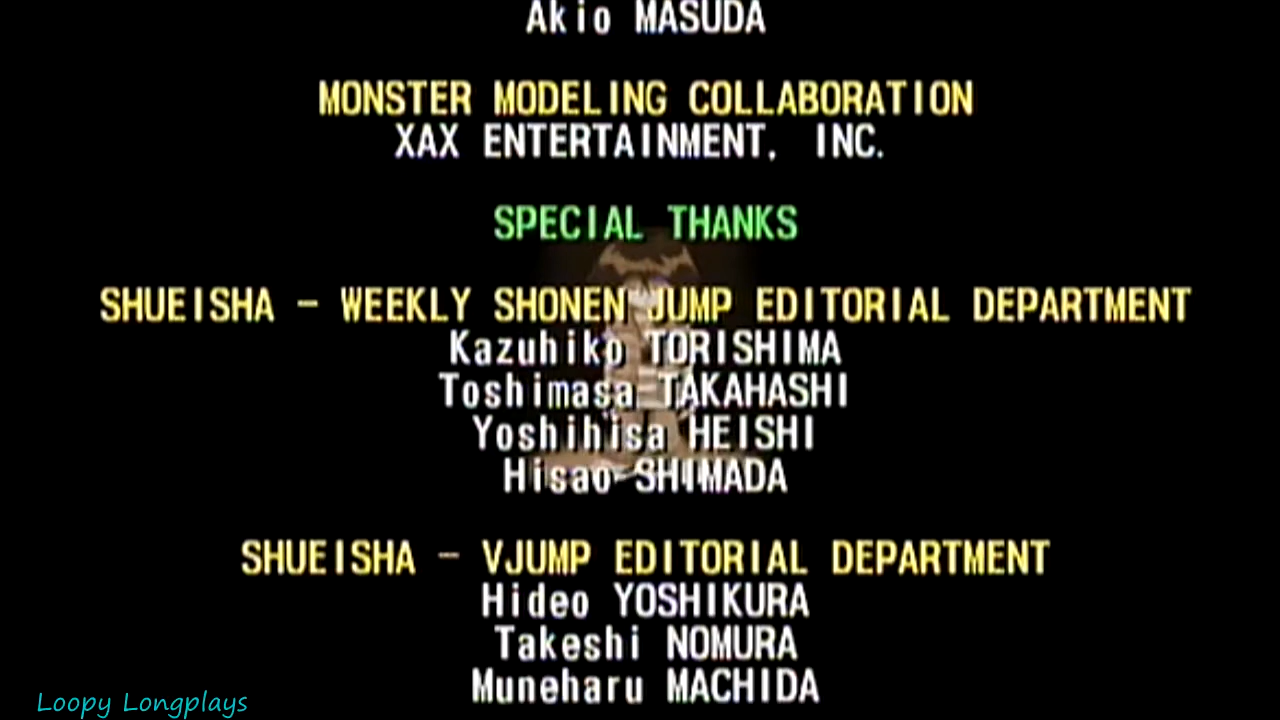 Akio MASUDA
MONSTER MODELING COLLABORATION
XAX ENTERTAINMENT, INC.
SPECIAL THANKS
SHUEISHA - WEEKLY SHONEN JUMP EDITORIAL DEPARTMENT
Kazuhiko TORISHIMA
Toshimasa TAKAHASHI
Yoshihisa HEISHI
Hisao SHIMADA
SHUEISHA - VJUMP EDITORIAL DEPARTMENT
Hideo YOSHIKURA
Takeshi NOMURA
Muneharu MACHIDA
Loopy Longplays